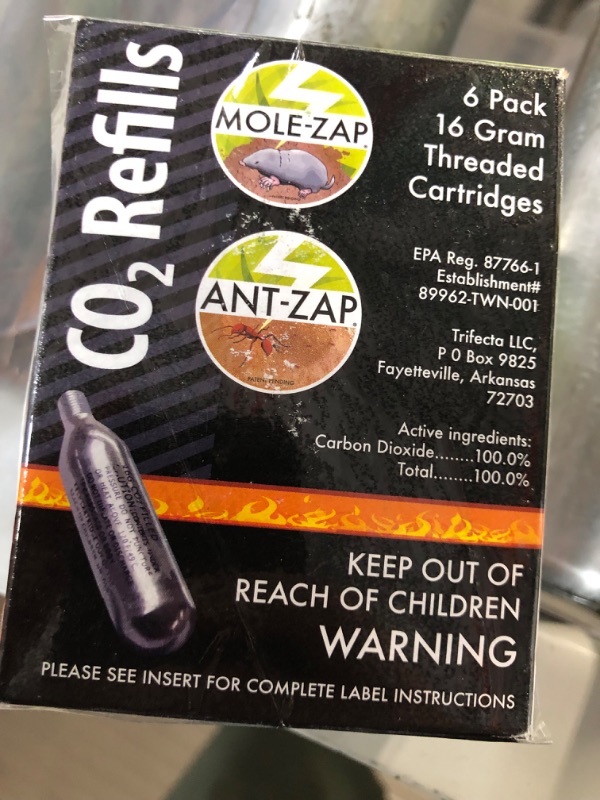 CO2 Refills
MOLE-ZAP
6 Pack
16 Gram
Threaded
Cartridges
ANT-ZAP
PATENT PENDING
EPA Reg. 87766-1
Establishment#
89962-TWN-001
Trifecta LLC,
P O Box 9825
Fayetteville, Arkansas
72703
Active ingredients:
Carbon Dioxide........100.0%
Total........100.0%
KEEP OUT OF
REACH OF CHILDREN
WARNING
PLEASE SEE INSERT FOR COMPLETE LABEL INSTRUCTIONS